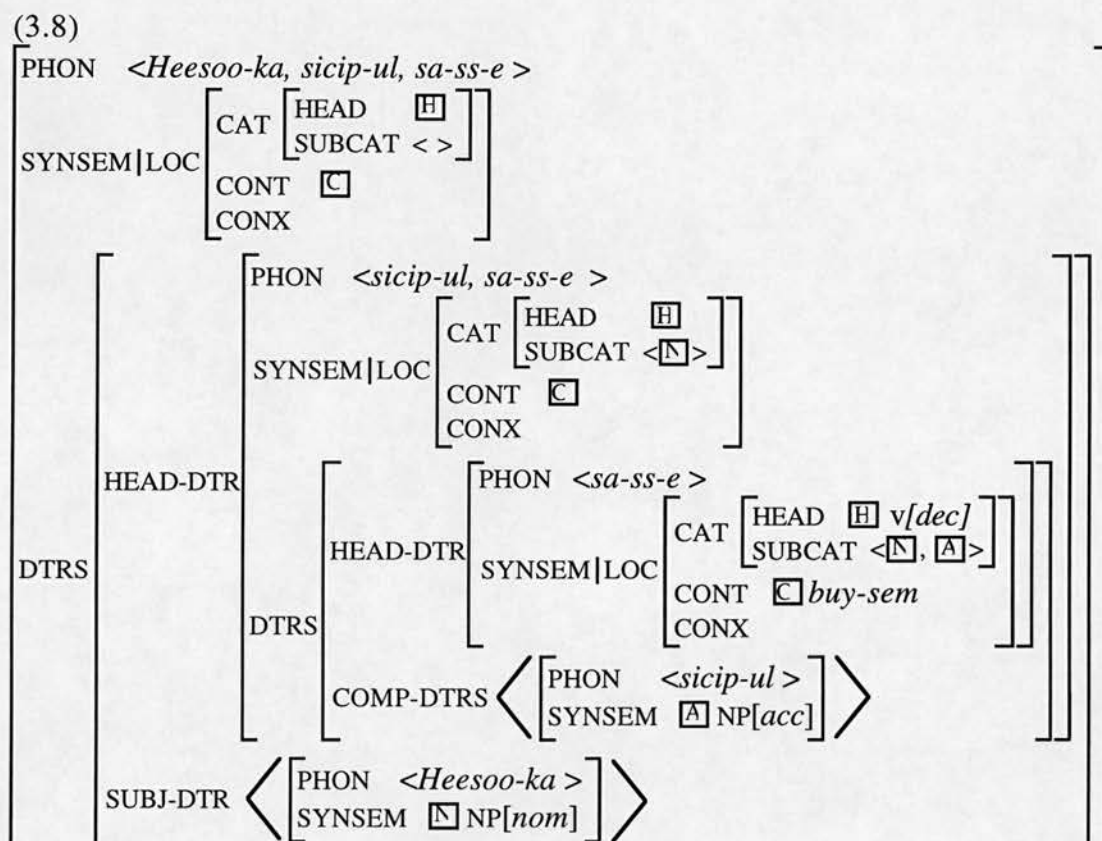 (3.8)
PHON <Heesoo-ka, sicip-ul, sa-ss-e >
SYNSEM|LOC
CAT
HEAD H
SUBCAT < >
CONT C
CONX
DTRS
HEAD-DTR
PHON <sicip-ul, sa-ss-e >
SYNSEM|LOC
CAT
HEAD H
SUBCAT <N>
CONT C
CONX
DTRS
HEAD-DTR
PHON <sa-ss-e >
SYNSEM|LOC
CAT
HEAD H v[dec]
SUBCAT <N, A>
CONT C buy-sem
CONX
COMP-DTRS
PHON <sicip-ul >
SYNSEM A NP[acc]
SUBJ-DTR
PHON <Heesoo-ka >
SYNSEM N NP[nom]